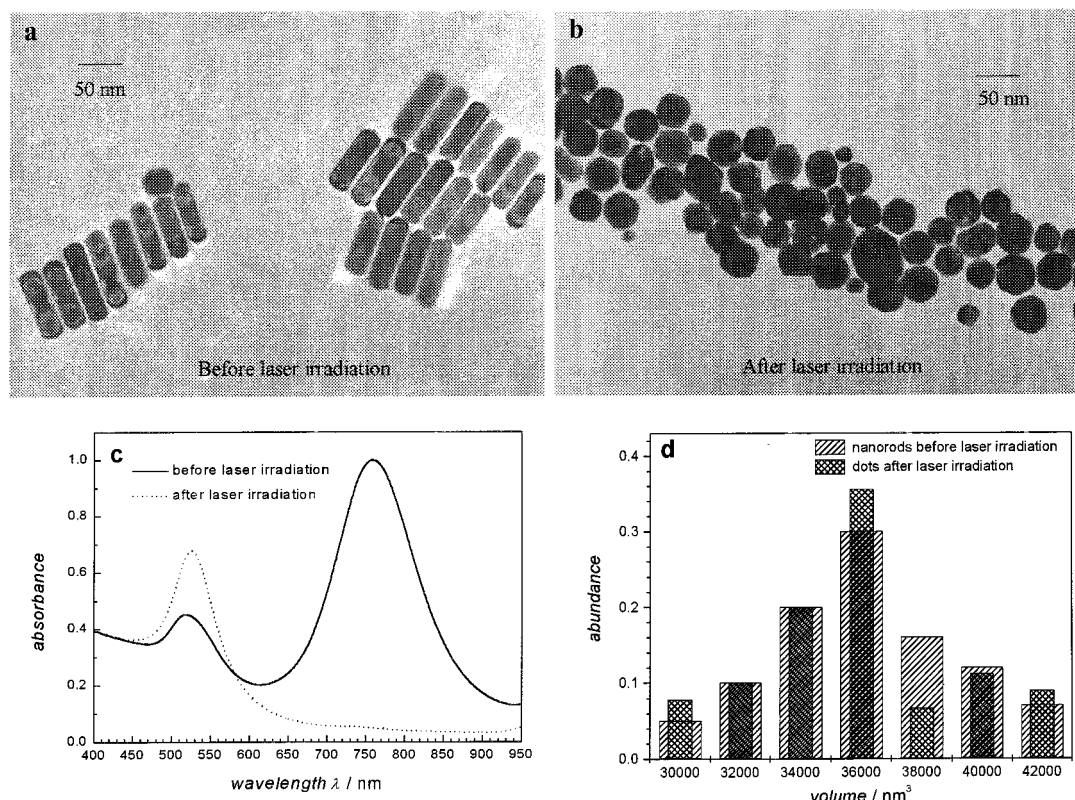 a
50 nm
Before laser irradiation
b
50 nm
After laser irradiation
c
before laser irradiation
after laser irradiation
1.0
0.8
0.6
0.4
0.2
0.0
absorbance
400 450 500 550 600 650 700 750 800 850 900 950
wavelength λ / nm
d
nanorods before laser irradiation
dots after laser irradiation
0.4
0.3
0.2
0.1
0.0
abundance
30000 32000 34000 36000 38000 40000 42000
volume / nm³